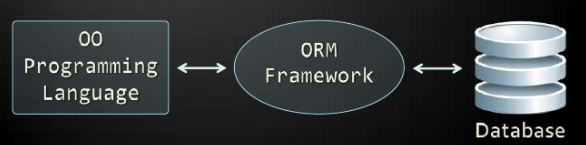 OO
Programming
Language
ORM
Framework
Database